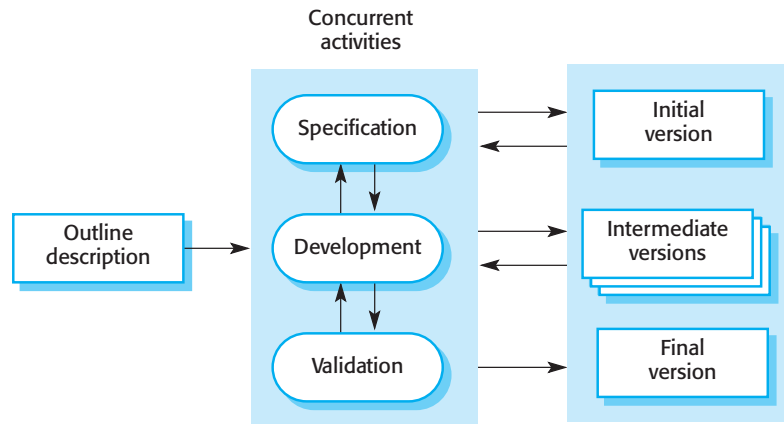 Concurrent
activities
Outline
description
Specification
Development
Validation
Initial
version
Intermediate
versions
Final
version